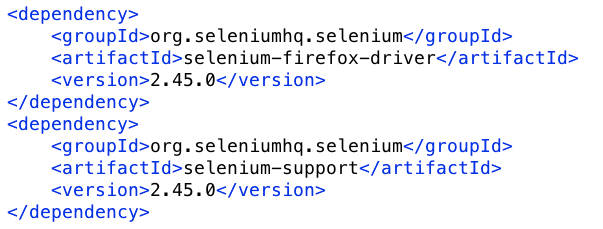 <dependency>
    <groupId>org.seleniumhq.selenium</groupId>
    <artifactId>selenium-firefox-driver</artifactId>
    <version>2.45.0</version>
</dependency>
<dependency>
    <groupId>org.seleniumhq.selenium</groupId>
    <artifactId>selenium-support</artifactId>
    <version>2.45.0</version>
</dependency>